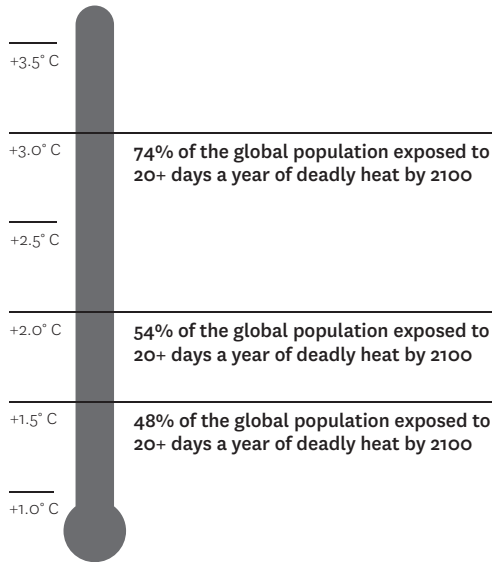 +3.5° C
+3.0° C
74% of the global population exposed to
20+ days a year of deadly heat by 2100
+2.5° C
+2.0° C
54% of the global population exposed to
20+ days a year of deadly heat by 2100
+1.5° C
48% of the global population exposed to
20+ days a year of deadly heat by 2100
+1.0° C